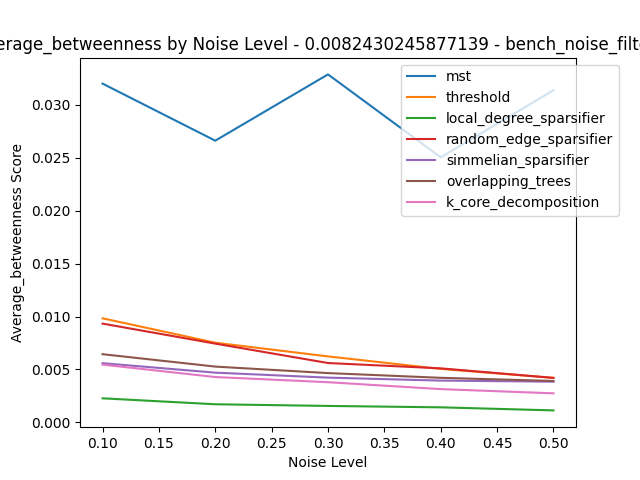 erage_betweenness by Noise Level - 0.0082430245877139 - bench_noise_filt
mst
threshold
local_degree_sparsifier
random_edge_sparsifier
simmelian_sparsifier
overlapping_trees
k_core_decomposition
Average_betweenness Score
0.030
0.025
0.020
0.015
0.010
0.005
0.000
0.10 0.15 0.20 0.25 0.30 0.35 0.40 0.45 0.50
Noise Level